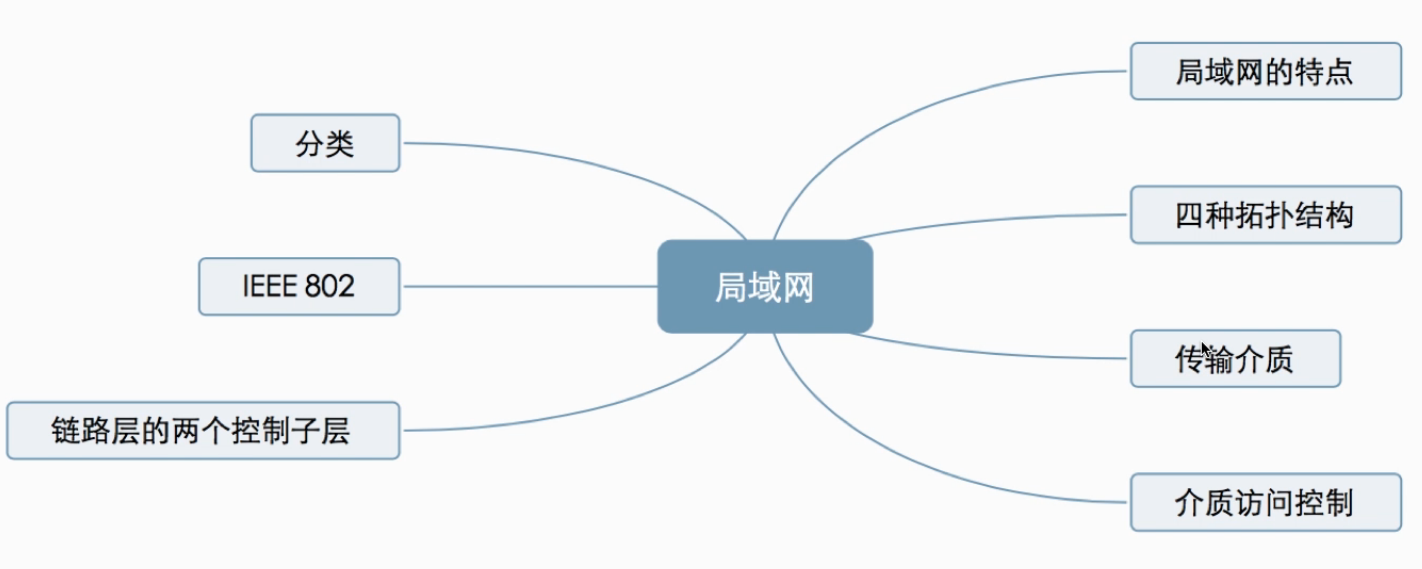 局域网的特点
分类
四种拓扑结构
IEEE 802
局域网
传输介质
链路层的两个控制子层
介质访问控制